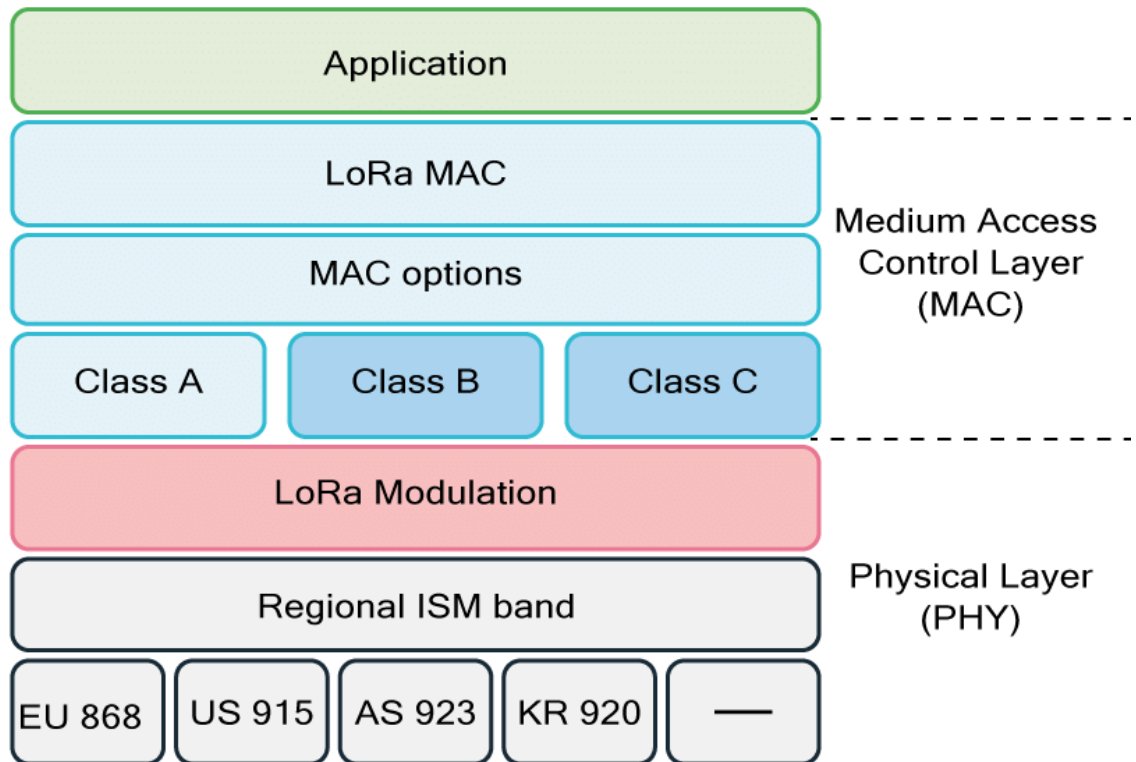 Application
LoRa MAC
MAC options
Class A
Class B
Class C
Medium Access
Control Layer
(MAC)
LoRa Modulation
Regional ISM band
EU 868
US 915
AS 923
KR 920
Physical Layer
(PHY)